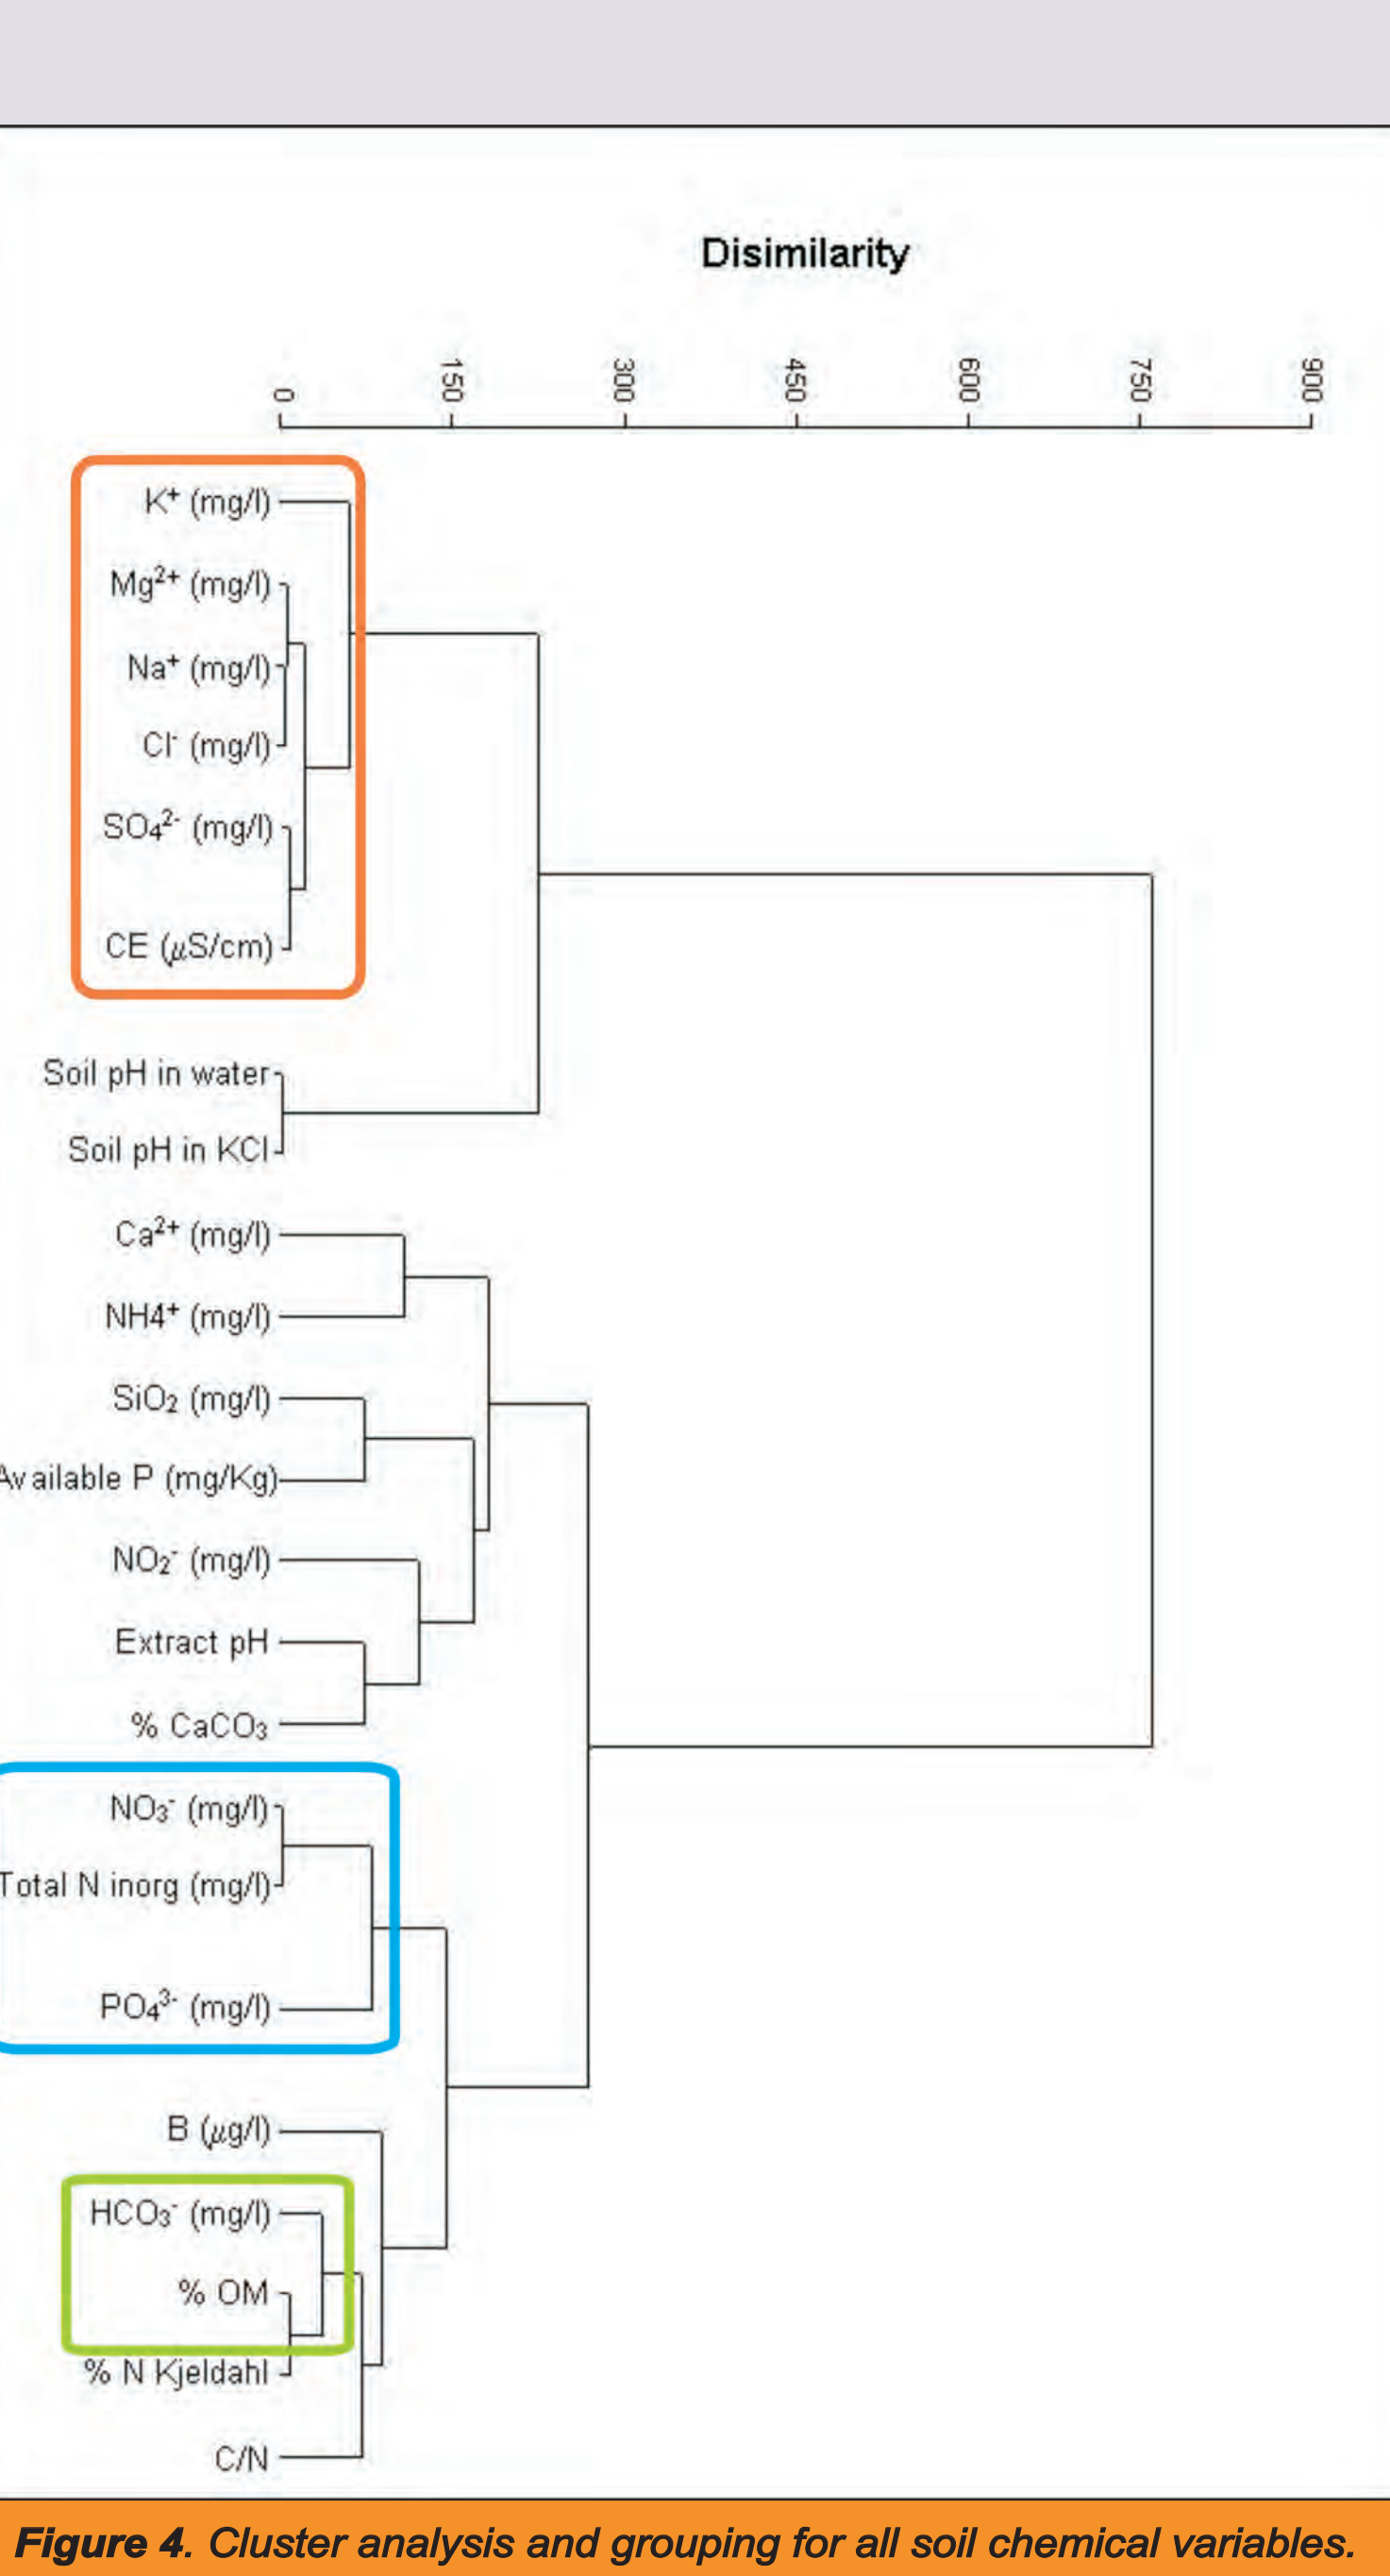 Disimilarity
0 150 300 450 600 750 900
K⁺ (mg/l)
Mg²⁺ (mg/l)
Na⁺ (mg/l)
Cl⁻ (mg/l)
SO₄²⁻ (mg/l)
CE (μS/cm)
Soil pH in water
Soil pH in KCl
Ca²⁺ (mg/l)
NH4⁺ (mg/l)
SiO₂ (mg/l)
Available P (mg/Kg)
NO₂⁻ (mg/l)
Extract pH
% CaCO₃
NO₃⁻ (mg/l)
Total N inorg (mg/l)
PO₄³⁻ (mg/l)
B (μg/l)
HCO₃⁻ (mg/l)
% OM
% N Kjeldahl
C/N
Figure 4. Cluster analysis and grouping for all soil chemical variables.